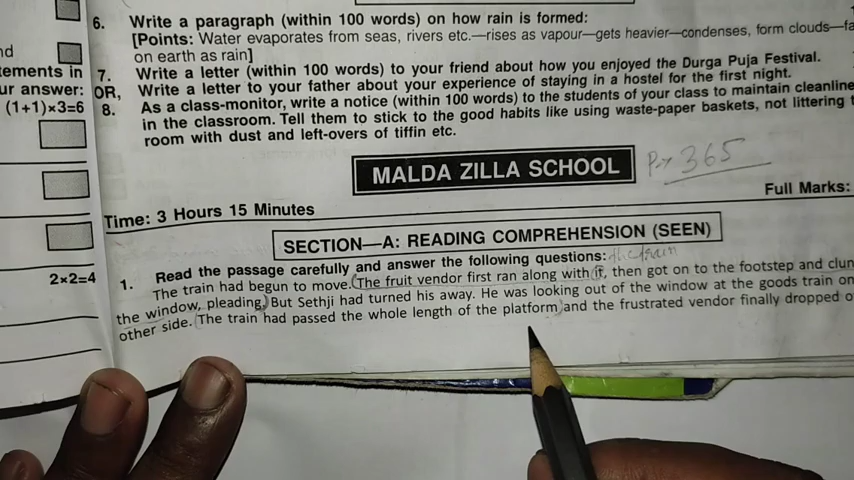 6. Write a paragraph (within 100 words) on how rain is formed:
[Points: Water evaporates from seas, rivers etc.—rises as vapour—gets heavier—condenses, form clouds—fa
on earth as rain]
nd
tements in
ur answer:
(1+1)×3=6
7. Write a letter (within 100 words) to your friend about how you enjoyed the Durga Puja Festival.
OR, Write a letter to your father about your experience of staying in a hostel for the first night.
8. As a class-monitor, write a notice (within 100 words) to the students of your class to maintain cleanline
in the classroom. Tell them to stick to the good habits like using waste-paper baskets, not littering t
room with dust and left-overs of tiffin etc.
MALDA ZILLA SCHOOL
P→ 365
Time: 3 Hours 15 Minutes
Full Marks:
SECTION—A: READING COMPREHENSION (SEEN)
2×2=4
1. Read the passage carefully and answer the following questions:
the train
The train had begun to move. (The fruit vendor first ran along with it, then got on to the footstep and clun
the window, pleading.) But Sethji had turned his away. He was looking out of the window at the goods train on
other side. (The train had passed the whole length of the platform) and the frustrated vendor finally dropped o